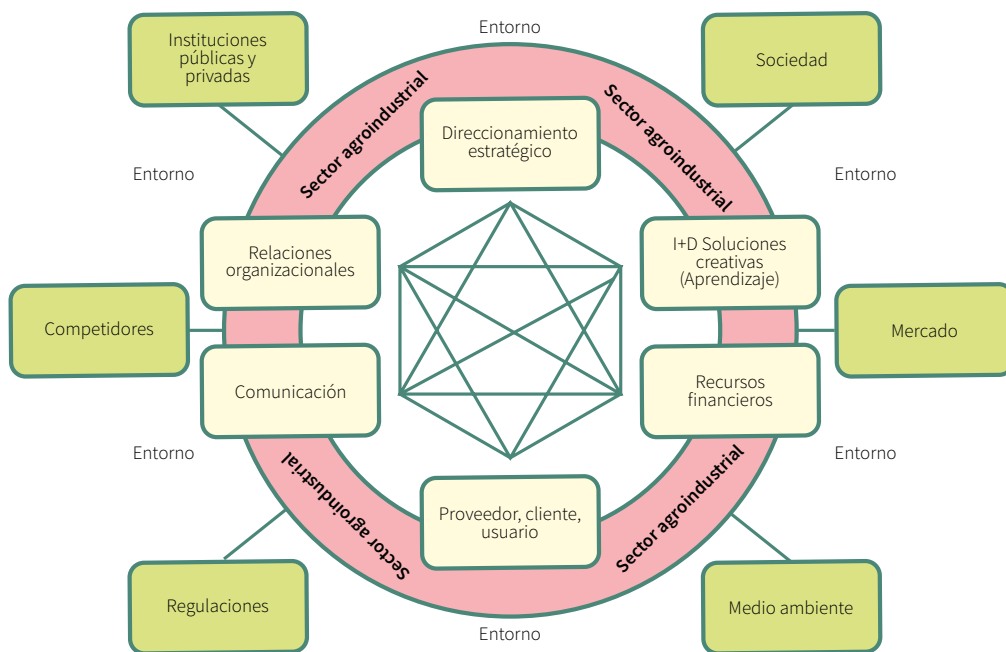 Entorno
Instituciones
públicas y
privadas
Sociedad
Sector agroindustrial
Sector agroindustrial
Direccionamiento
estratégico
Entorno
Entorno
Relaciones
organizacionales
I+D Soluciones
creativas
(Aprendizaje)
Competidores
Mercado
Comunicación
Recursos
financieros
Entorno
Entorno
Sector agroindustrial
Sector agroindustrial
Proveedor, cliente,
usuario
Regulaciones
Medio ambiente
Entorno